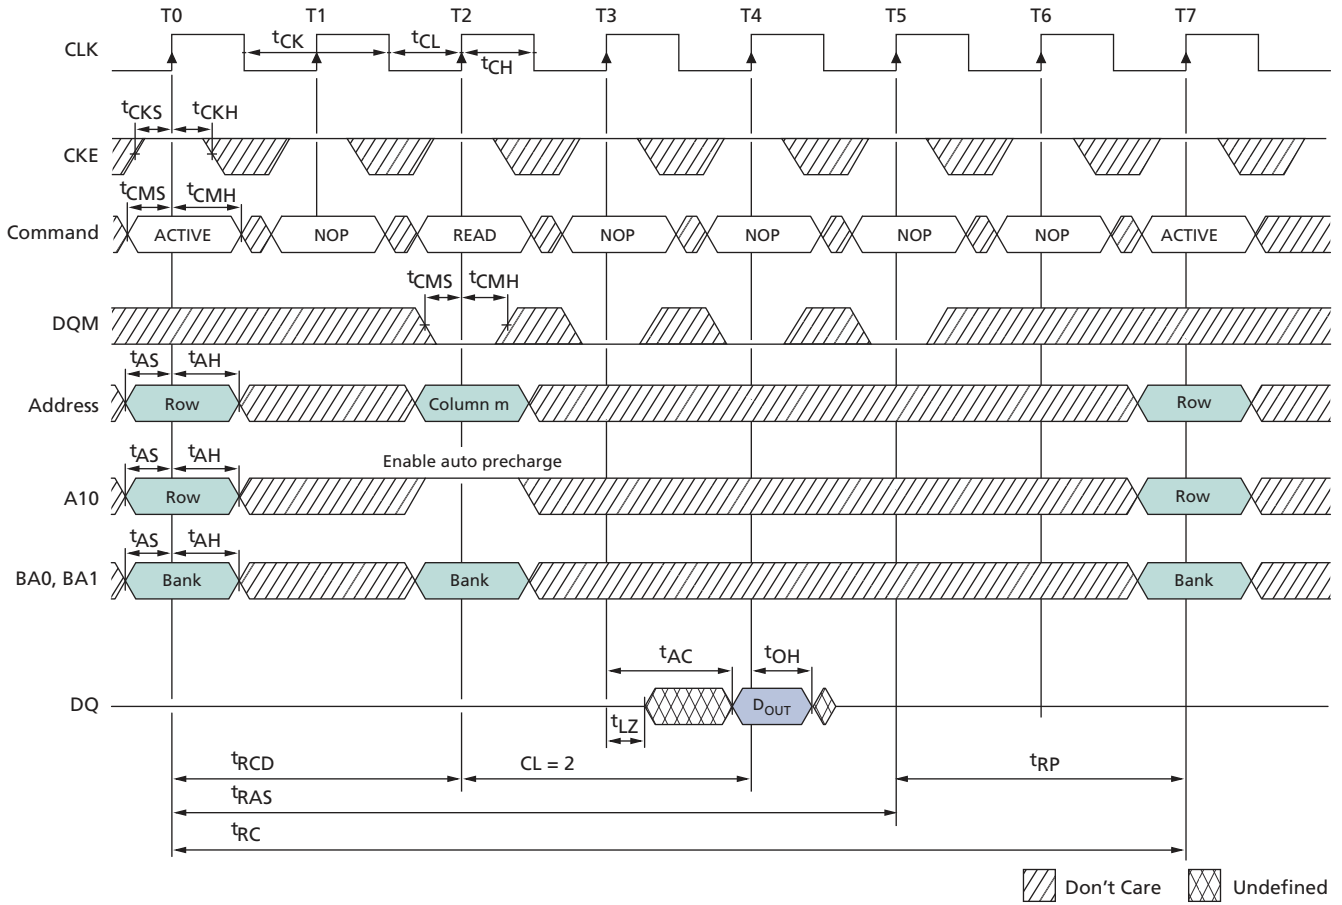 T0 T1 T2 T3 T4 T5 T6 T7
CLK tCK tCL
tCH
tCKS tCKH
CKE
tCMS tCMH
Command ACTIVE NOP READ NOP NOP NOP NOP ACTIVE
tCMS tCMH
DQM
tAS tAH
Address Row Column m Row
tAS tAH Enable auto precharge
A10 Row Row
tAS tAH
BA0, BA1 Bank Bank Bank
tAC tOH
DQ DOUT
tLZ
tRCD CL = 2 tRP
tRAS
tRC
Don't Care Undefined